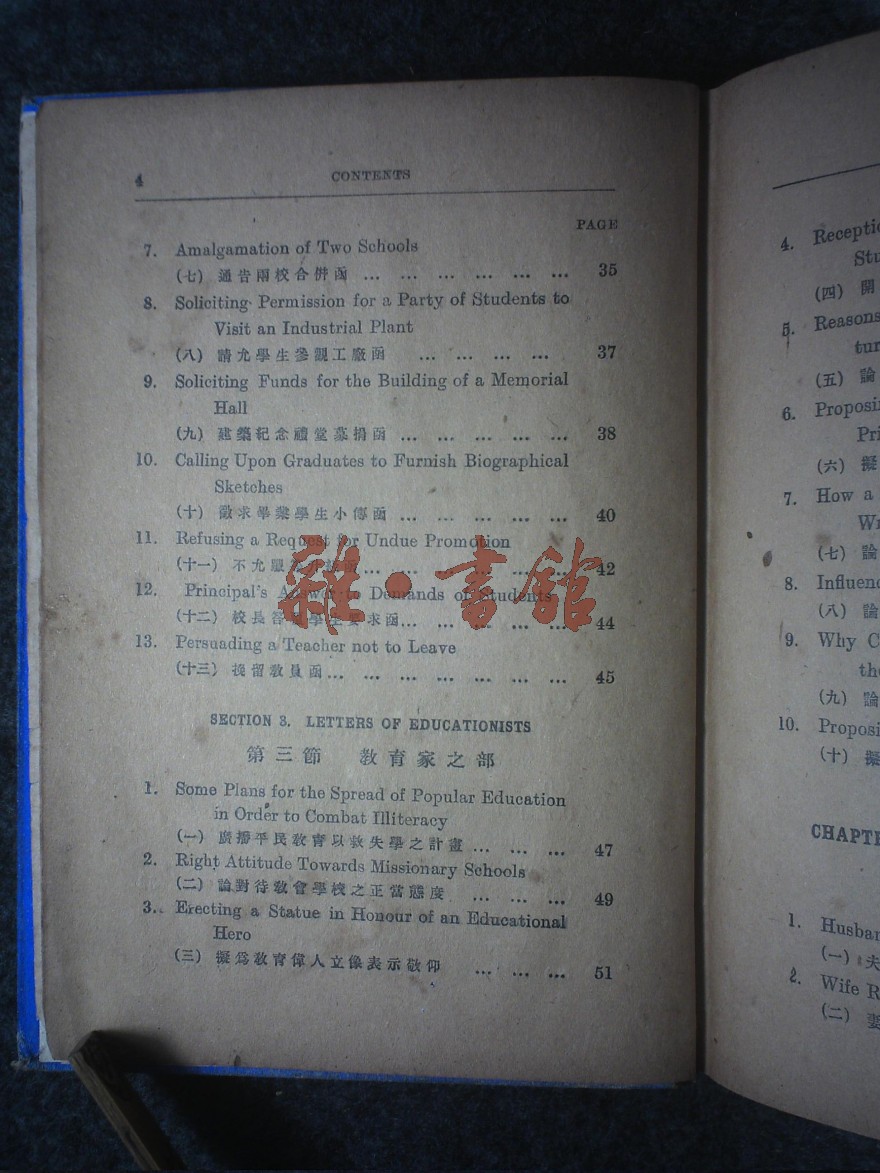 4 CONTENTS
PAGE
7. Amalgamation of Two Schools
(七) 通告兩校合併函 ... ... ... ... ... ... 35
8. Soliciting Permission for a Party of Students to
Visit an Industrial Plant
(八) 請允學生參觀工廠函 ... ... ... ... 37
9. Soliciting Funds for the Building of a Memorial
Hall
(九) 建築紀念禮堂募捐函 ... ... ... ... ... 38
10. Calling Upon Graduates to Furnish Biographical
Sketches
(十) 徵求畢業學生小傳函 ... ... ... ... ... 40
11. Refusing a Request for Undue Promotion
(十一) 不允 函 ... ... ... ... ... 42
12. Principal's Answer to Demands of Students
(十二) 校長答 學生要求函 ... ... ... ... ... 44
13. Persuading a Teacher not to Leave
(十三) 挽留教員函 ... ... ... ... ... ... ... 45
SECTION 3. LETTERS OF EDUCATIONISTS
第三節 教育家之部
1. Some Plans for the Spread of Popular Education
in Order to Combat Illiteracy
(一) 廣播平民教育以救失學之計畫 ... ... ... 47
2. Right Attitude Towards Missionary Schools
(二) 論對待教會學校之正當態度 ... ... ... 49
3. Erecting a Statue in Honour of an Educational
Hero
(三) 擬爲教育偉人立像表示敬仰 ... ... ... 51
雜·書館
4.
(四) 開
5. Reasons
(五) 論
6.
(六) 擬
7. How a
(七) 論
8.
(八) 論
9. Why
(九) 論
10.
(十) 擬
1.
(一) 夫
2. Wife
(二) 妻